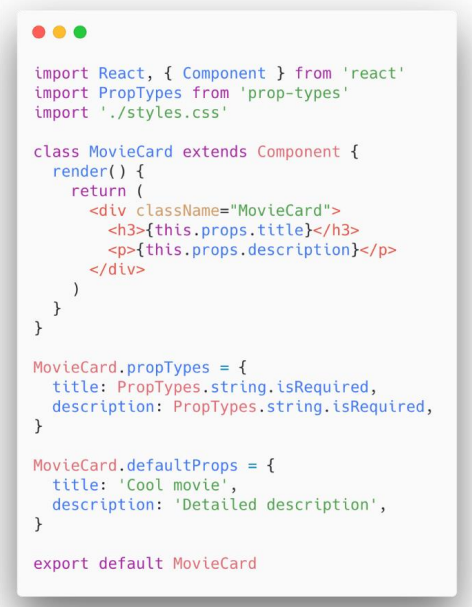 import React, { Component } from 'react'
import PropTypes from 'prop-types'
import './styles.css'

class MovieCard extends Component {
  render() {
    return (
      <div className="MovieCard">
        <h3>{this.props.title}</h3>
        <p>{this.props.description}</p>
      </div>
    )
  }
}

MovieCard.propTypes = {
  title: PropTypes.string.isRequired,
  description: PropTypes.string.isRequired,
}

MovieCard.defaultProps = {
  title: 'Cool movie',
  description: 'Detailed description',
}

export default MovieCard